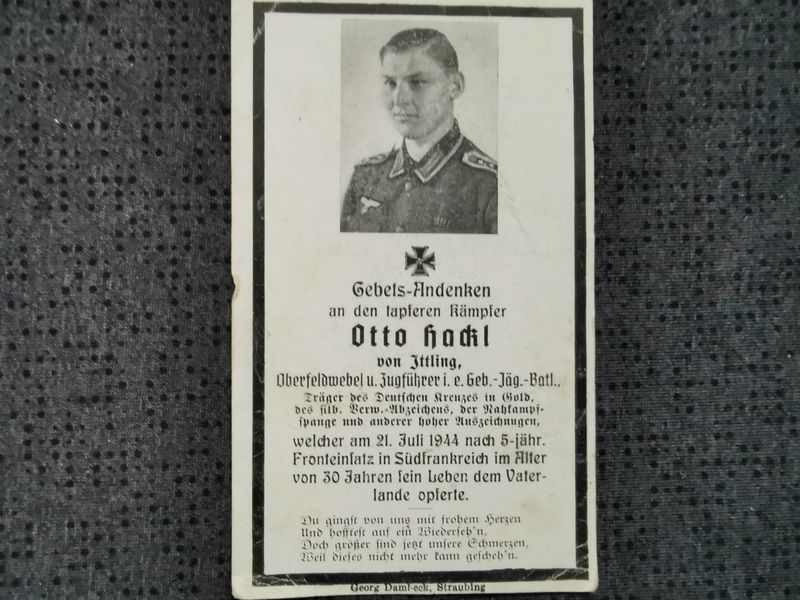 Gebets-Andenken
an den tapferen Kämpfer
Otto Hackl
von Ittling,
Oberfeldwebel u. Zugführer i. e. Geb.-Jäg.-Batl.,
Träger des Deutschen Kreuzes in Gold,
des silb. Verw.-Abzeichens, der Nahkampf-
spange und anderer hoher Auszeichnungen,
welcher am 21. Juli 1944 nach 5-jähr.
Fronteinsatz in Südfrankreich im Alter
von 30 Jahren sein Leben dem Vater-
lande opferte.
Du gingst von uns mit frohem Herzen
Und hofftest auf ein Wiederseh'n,
Doch größer sind jetzt unsere Schmerzen,
Weil dieses nicht mehr kann gescheh'n.
Georg Dambeck, Straubing